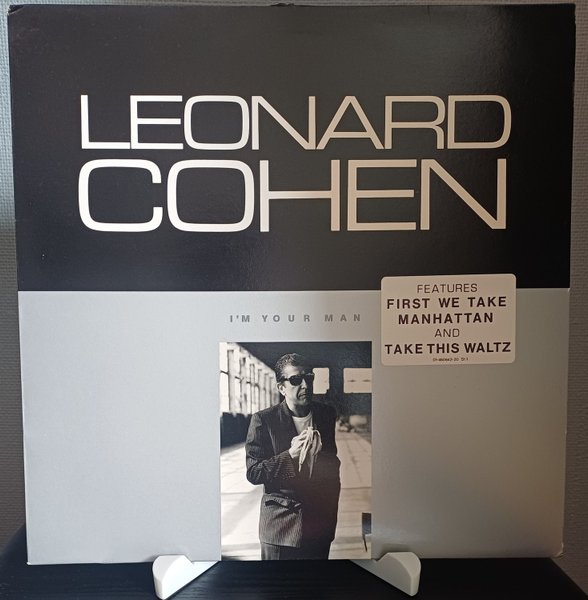 LEONARD
COHEN
I'M YOUR MAN
FEATURES
FIRST WE TAKE
MANHATTAN
AND
TAKE THIS WALTZ